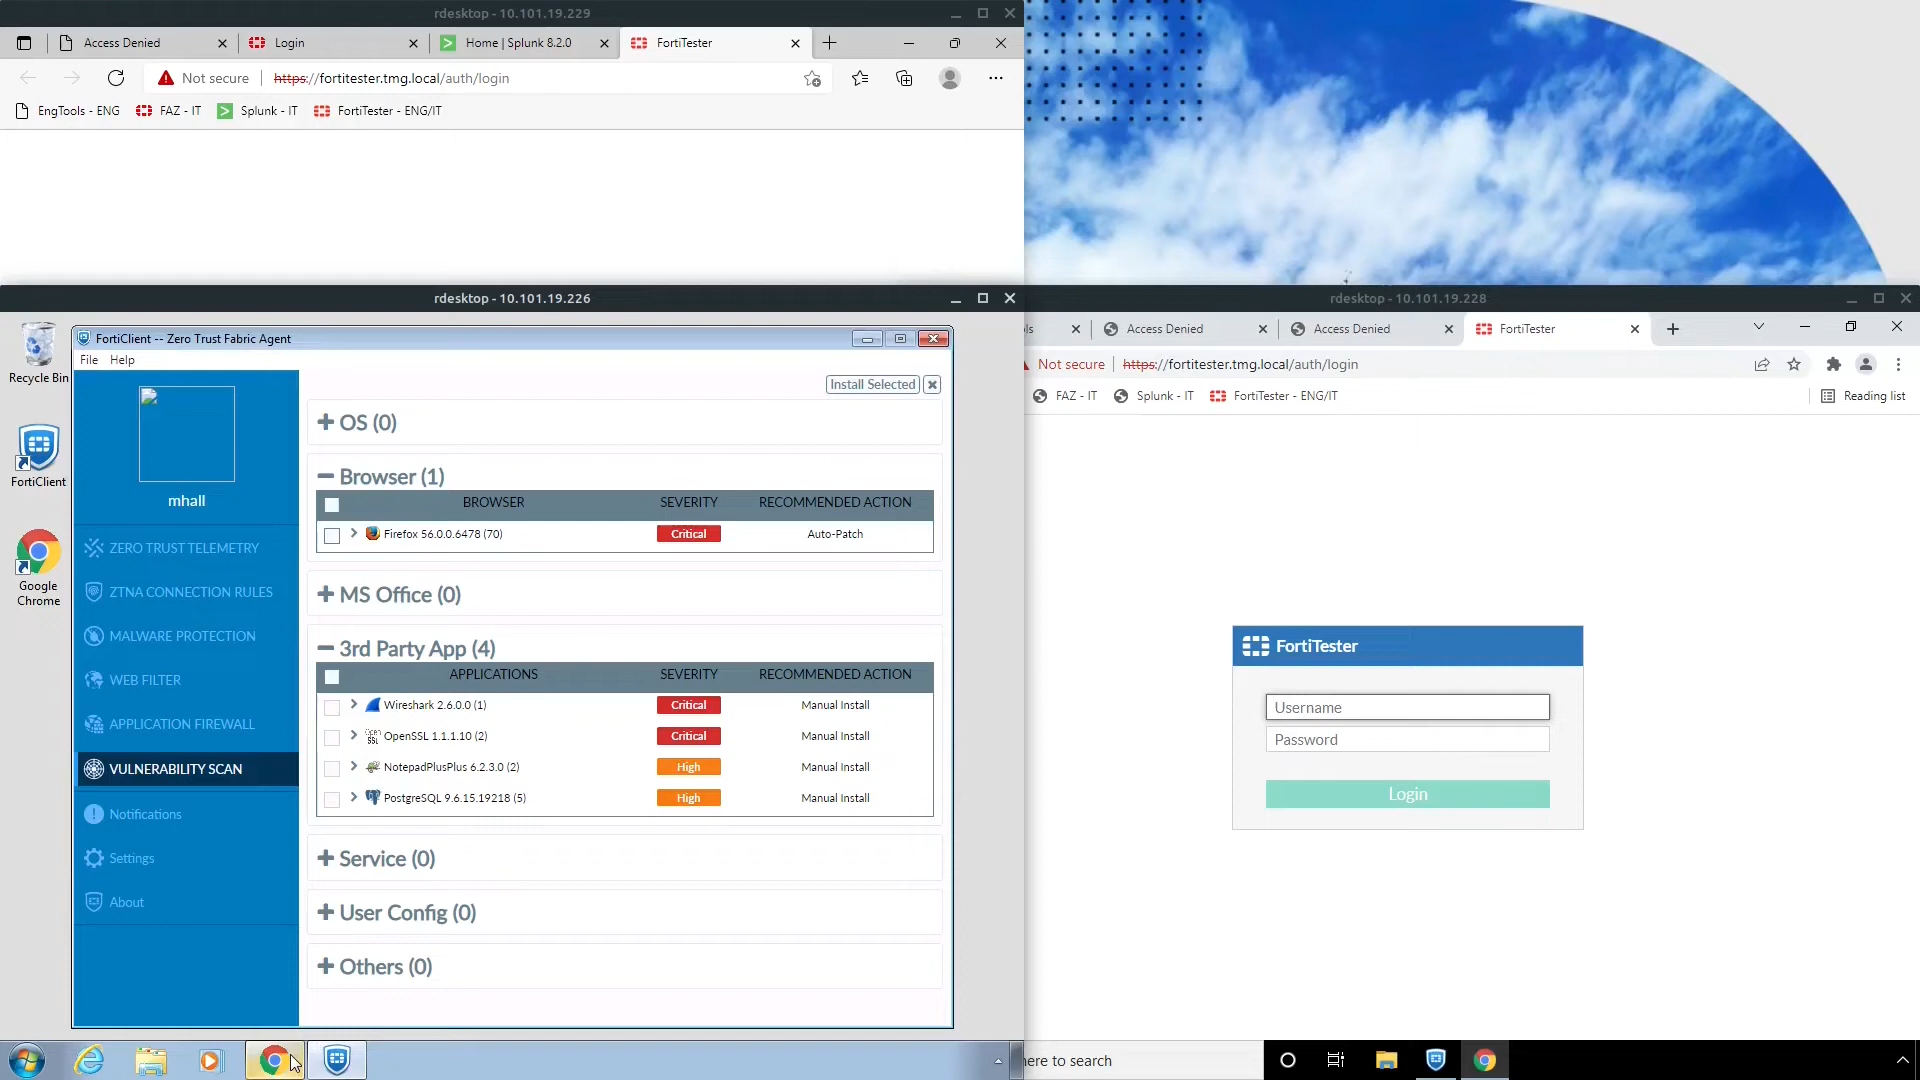 rdesktop - 10.101.19.229
Access Denied
Login
Home | Splunk 8.2.0
FortiTester
Not secure
https://fortitester.tmg.local/auth/login
EngTools - ENG
FAZ - IT
Splunk - IT
FortiTester - ENG/IT
rdesktop - 10.101.19.226
Recycle Bin
FortiClient
Google
Chrome
FortiClient -- Zero Trust Fabric Agent
File
Help
mhall
ZERO TRUST TELEMETRY
ZTNA CONNECTION RULES
MALWARE PROTECTION
WEB FILTER
APPLICATION FIREWALL
VULNERABILITY SCAN
Notifications
Settings
About
Install Selected
OS (0)
Browser (1)
BROWSER SEVERITY RECOMMENDED ACTION
Firefox 56.0.0.6478 (70) Critical Auto-Patch
MS Office (0)
3rd Party App (4)
APPLICATIONS SEVERITY RECOMMENDED ACTION
Wireshark 2.6.0.0 (1) Critical Manual Install
OpenSSL 1.1.1.10 (2) Critical Manual Install
NotepadPlusPlus 6.2.3.0 (2) High Manual Install
PostgreSQL 9.6.15.19218 (5) High Manual Install
Service (0)
User Config (0)
Others (0)
rdesktop - 10.101.19.228
ls
Access Denied
Access Denied
FortiTester
Not secure
https://fortitester.tmg.local/auth/login
FAZ - IT
Splunk - IT
FortiTester - ENG/IT
Reading list
FortiTester
Username
Password
Login
here to search